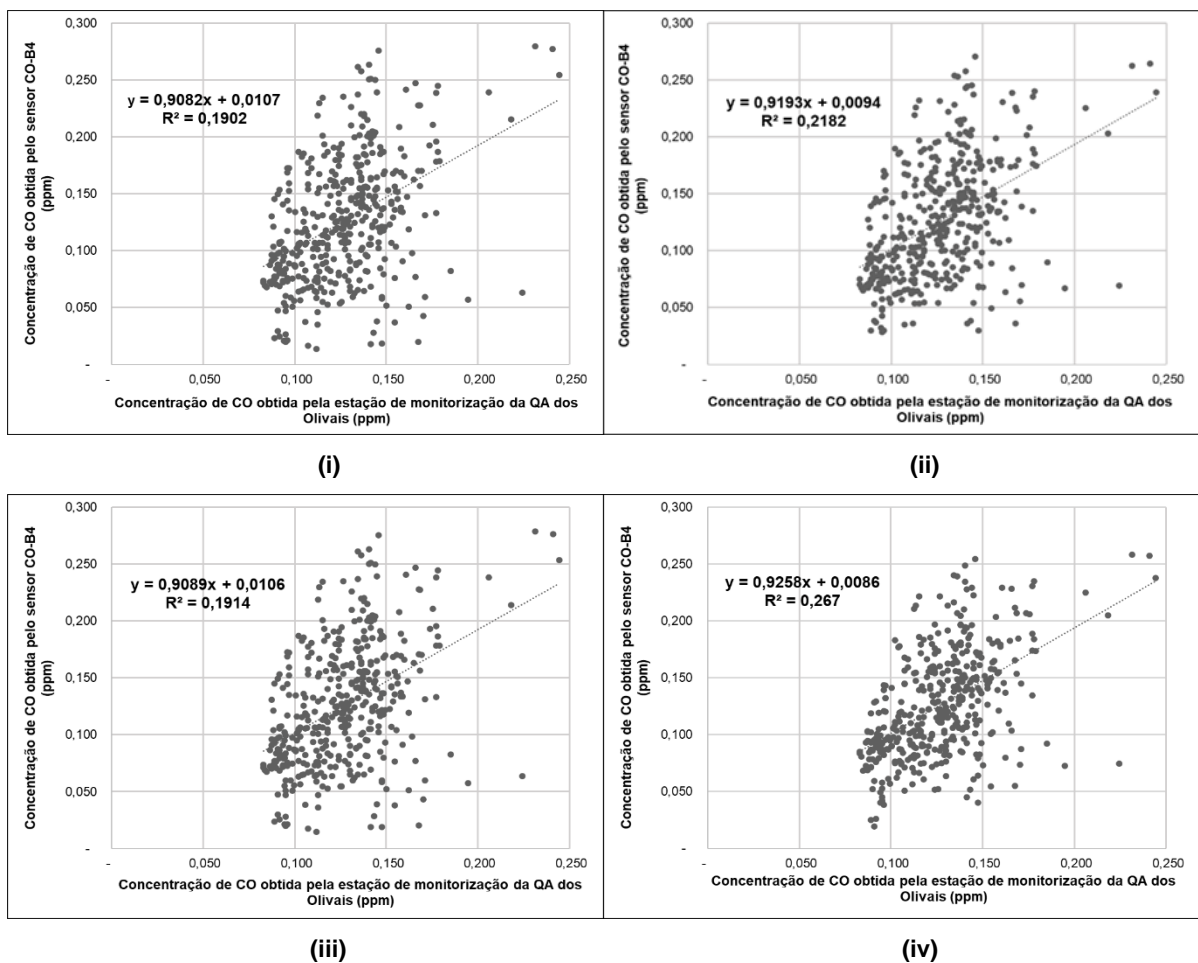 Concentração de CO obtida pelo sensor CO-B4
(ppm)
0,300
0,250
0,200
0,150
0,100
0,050
-
y = 0,9082x + 0,0107
R² = 0,1902
-
0,050
0,100
0,150
0,200
0,250
Concentração de CO obtida pela estação de monitorização da QA dos
Olivais (ppm)
(i)
Concentração de CO obtida pelo sensor CO-B4
(ppm)
0,300
0,250
0,200
0,150
0,100
0,050
-
y = 0,9193x + 0,0094
R² = 0,2182
-
0,050
0,100
0,150
0,200
0,250
Concentração de CO obtida pela estação de monitorização da QA dos
Olivais (ppm)
(ii)
Concentração de CO obtida pelo sensor CO-B4
(ppm)
0,300
0,250
0,200
0,150
0,100
0,050
-
y = 0,9089x + 0,0106
R² = 0,1914
-
0,050
0,100
0,150
0,200
0,250
Concentração de CO obtida pela estação de monitorização da QA dos
Olivais (ppm)
(iii)
Concentração de CO obtida pelo sensor CO-B4
(ppm)
0,300
0,250
0,200
0,150
0,100
0,050
-
y = 0,9258x + 0,0086
R² = 0,267
-
0,050
0,100
0,150
0,200
0,250
Concentração de CO obtida pela estação de monitorização da QA dos
Olivais (ppm)
(iv)